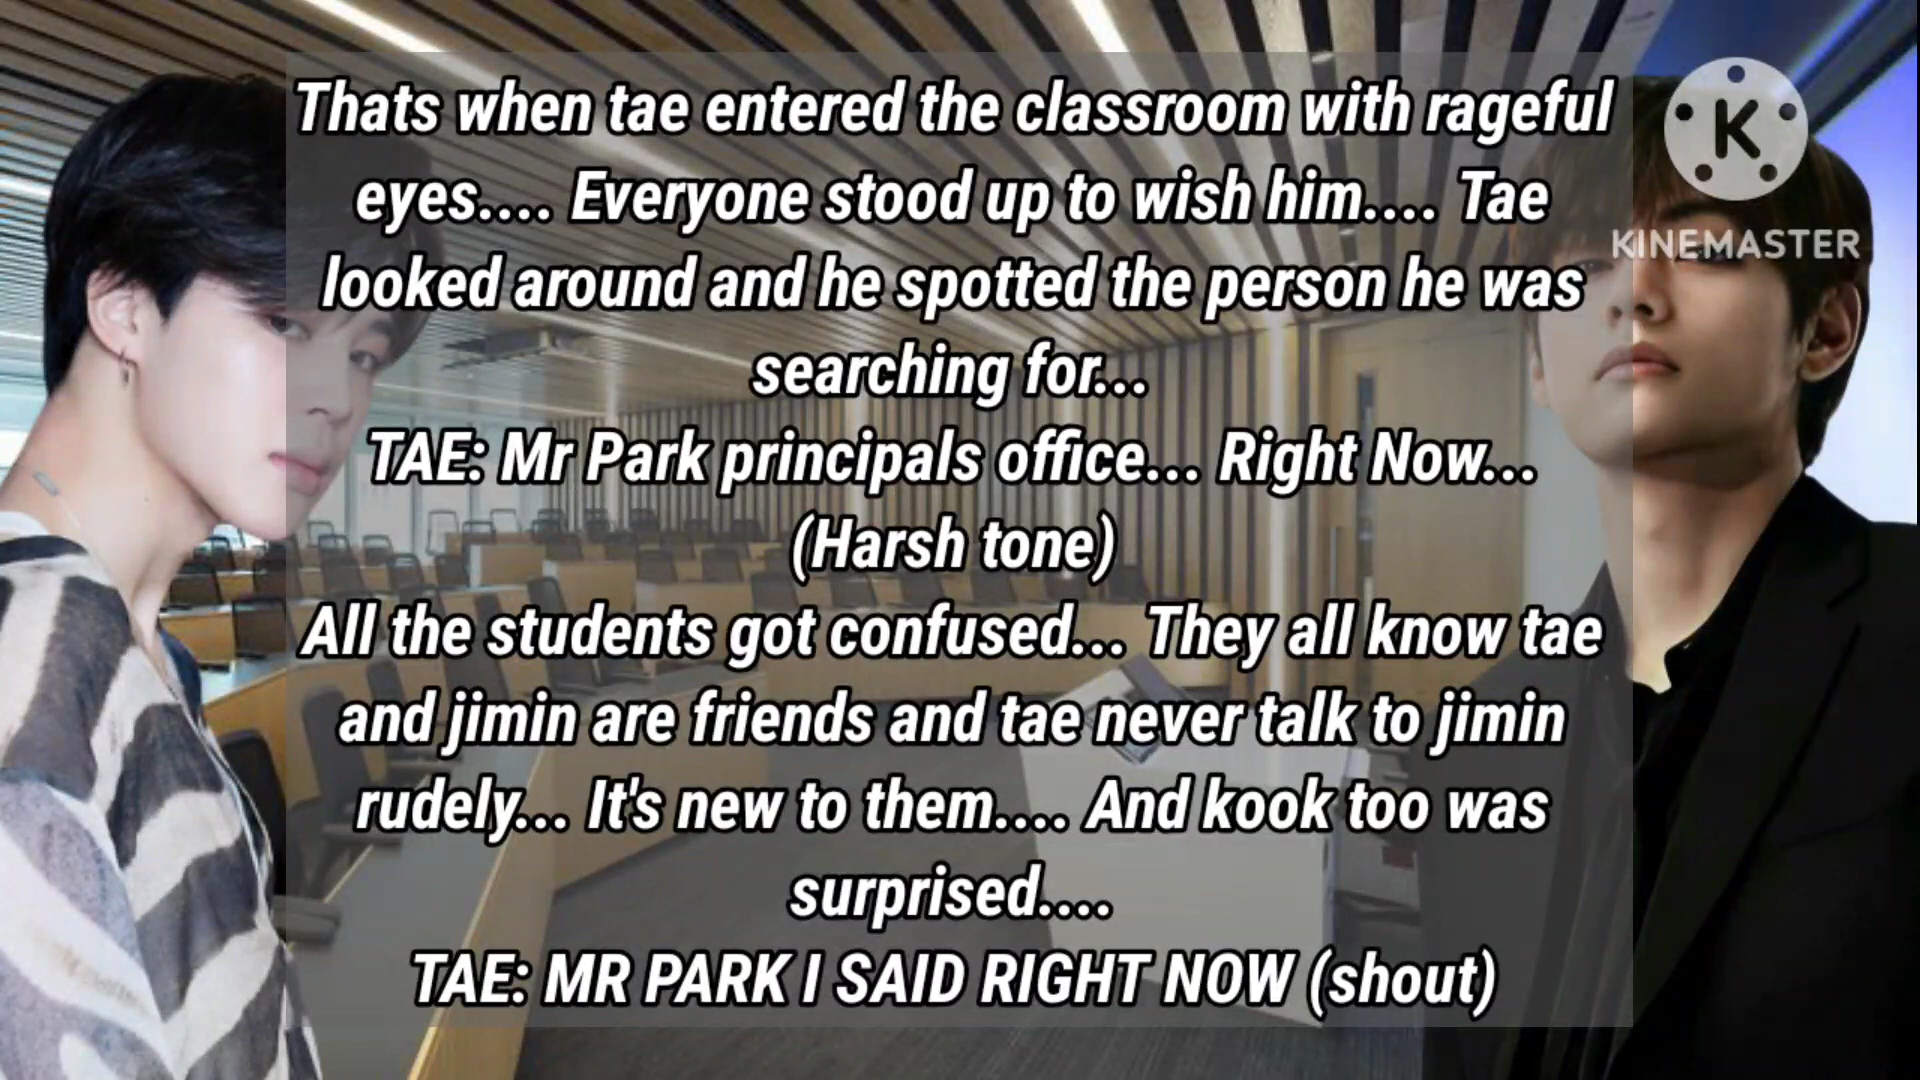 Thats when tae entered the classroom with rageful
eyes.... Everyone stood up to wish him.... Tae
looked around and he spotted the person he was
searching for...
TAE: Mr Park principals office... Right Now...
(Harsh tone)
All the students got confused... They all know tae
and jimin are friends and tae never talk to jimin
rudely... It's new to them.... And kook too was
surprised....
TAE: MR PARK I SAID RIGHT NOW (shout)
K
KINEMASTER